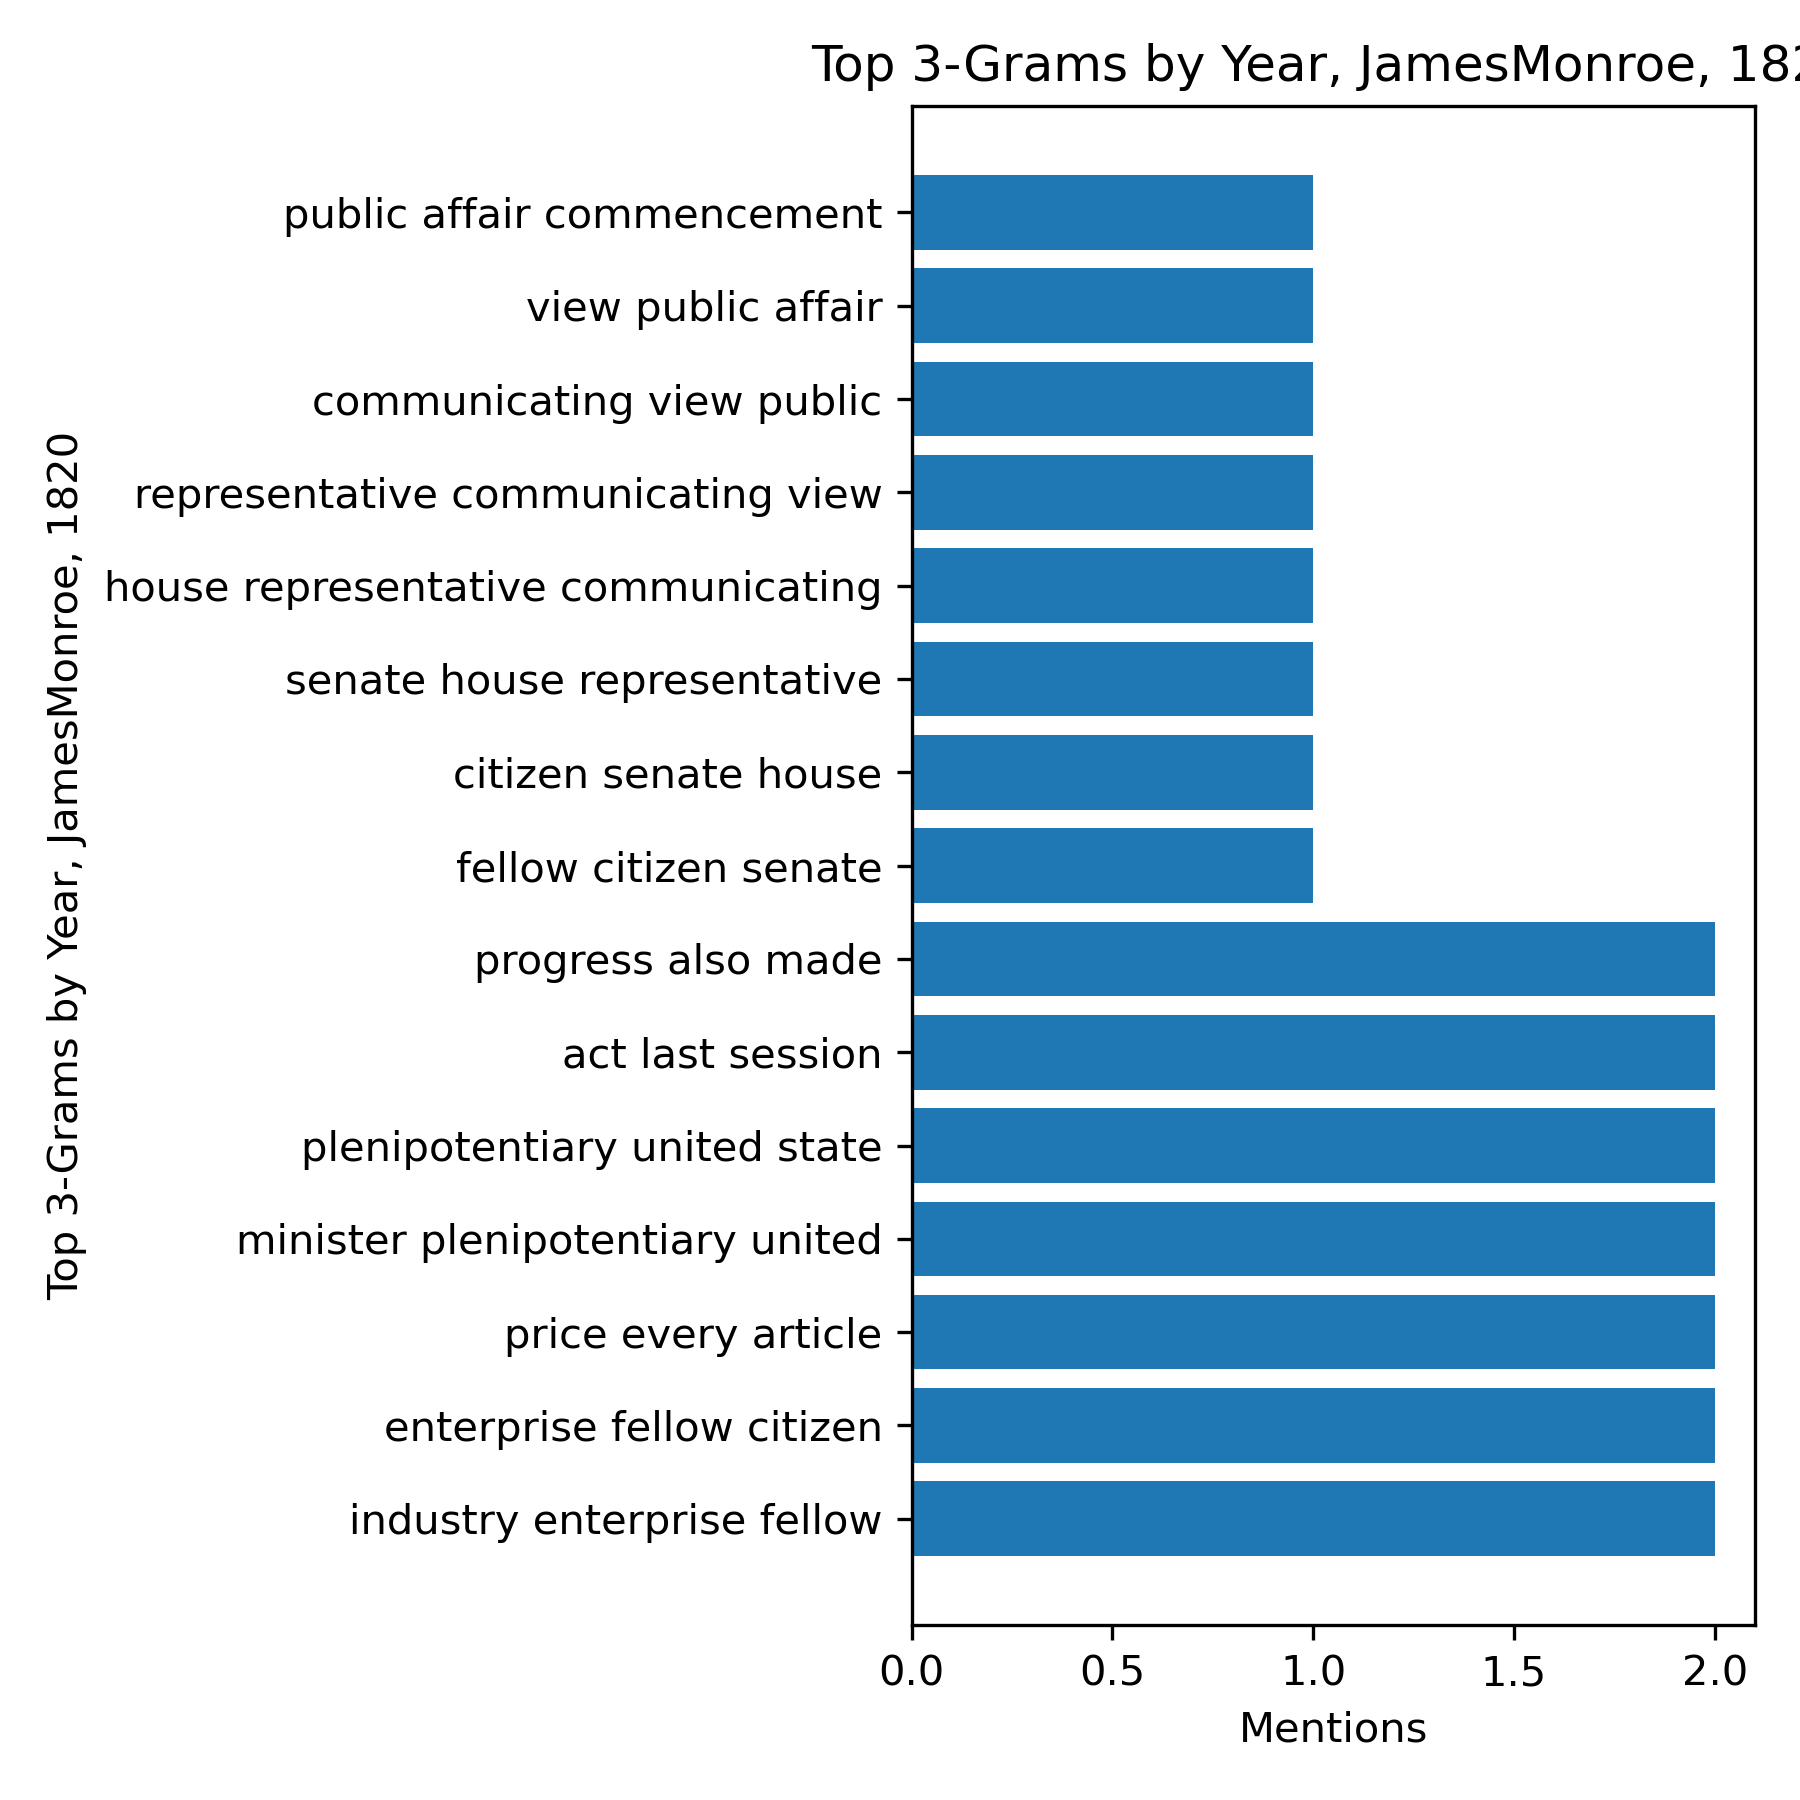 Top 3-Grams by Year, JamesMonroe, 182
public affair commencement
view public affair
communicating view public
representative communicating view
house representative communicating
senate house representative
citizen senate house
fellow citizen senate
progress also made
act last session
plenipotentiary united state
minister plenipotentiary united
price every article
enterprise fellow citizen
industry enterprise fellow
Top 3-Grams by Year, JamesMonroe, 1820
0.0 0.5 1.0 1.5 2.0
Mentions